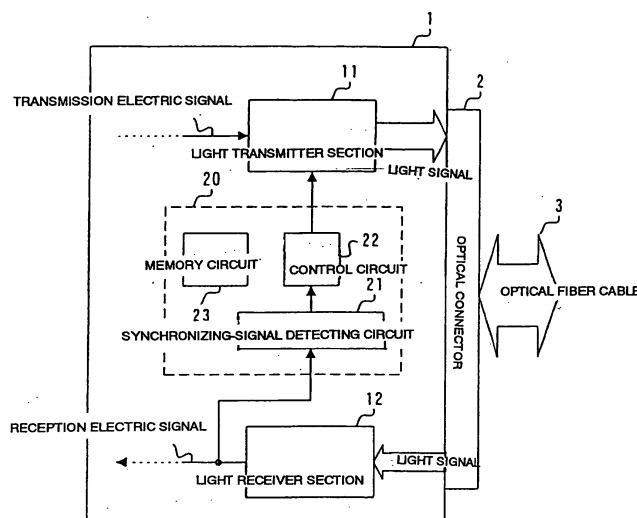 1
11
2
TRANSMISSION ELECTRIC SIGNAL
LIGHT TRANSMITTER SECTION
LIGHT SIGNAL
20
3
22
MEMORY CIRCUIT
CONTROL CIRCUIT
OPTICAL CONNECTOR
OPTICAL FIBER CABLE
23
21
SYNCHRONIZING-SIGNAL DETECTING CIRCUIT
12
RECEPTION ELECTRIC SIGNAL
LIGHT SIGNAL
LIGHT RECEIVER SECTION